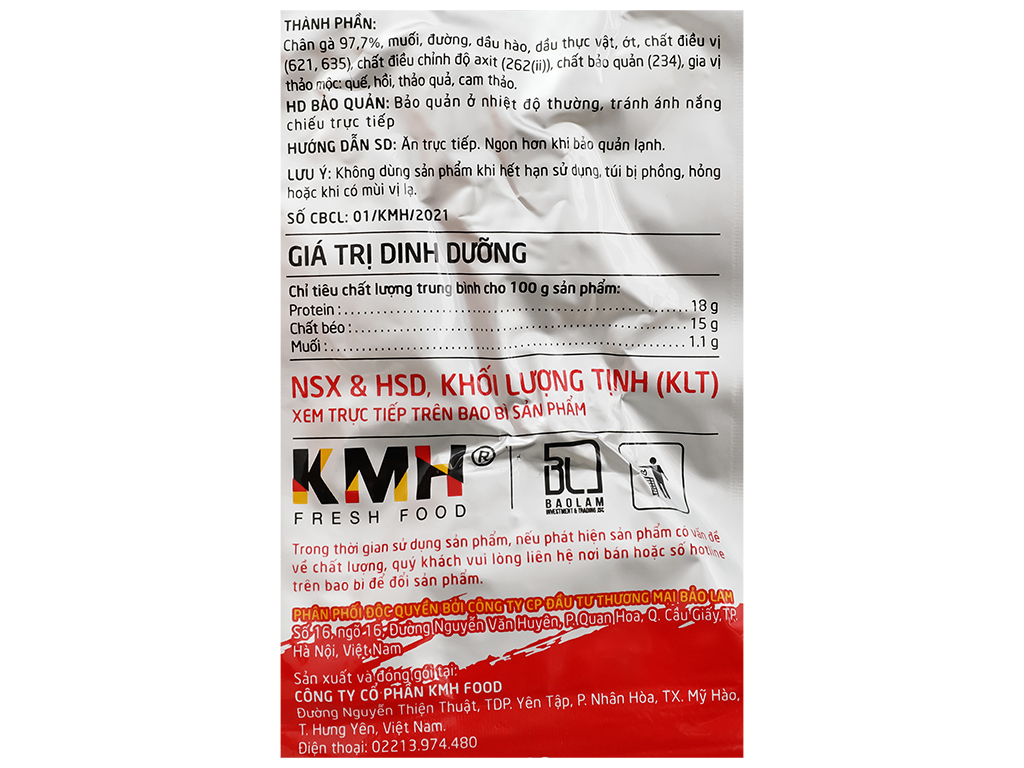 THÀNH PHẦN:
Chân gà 97,7%, muối, đường, dầu hào, dầu thực vật, ớt, chất điều vị
(621, 635), chất điều chỉnh độ axit (262(ii)), chất bảo quản (234), gia vị
thảo mộc: quế, hồi, thảo quả, cam thảo.
HD BẢO QUẢN: Bảo quản ở nhiệt độ thường, tránh ánh nắng
chiếu trực tiếp
HƯỚNG DẪN SD: Ăn trực tiếp. Ngon hơn khi bảo quản lạnh.
LƯU Ý: Không dùng sản phẩm khi hết hạn sử dụng, túi bị phồng, hỏng
hoặc khi có mùi vị lạ.
SỐ CBCL: 01/KMH/2021
GIÁ TRỊ DINH DƯỠNG
Chỉ tiêu chất lượng trung bình cho 100 g sản phẩm:
Protein : 18 g
Chất béo : 15 g
Muối : 1.1 g
NSX & HSD, KHỐI LƯỢNG TỊNH (KLT)
XEM TRỰC TIẾP TRÊN BAO BÌ SẢN PHẨM
KMH ®
FRESH FOOD
BL
BAOLAM
INVESTMENT & TRADING JSC
Trong thời gian sử dụng sản phẩm, nếu phát hiện sản phẩm có vấn đề
về chất lượng, quý khách vui lòng liên hệ nơi bán hoặc số hotline
trên bao bì để đổi sản phẩm.
PHÂN PHỐI ĐỘC QUYỀN BỞI CÔNG TY CP ĐẦU TƯ THƯƠNG MẠI BẢO LAM
Số 16, ngõ 16, Đường Nguyễn Văn Huyên, P. Quan Hoa, Q. Cầu Giấy, TP.
Hà Nội, Việt Nam
Sản xuất và đóng gói tại:
CÔNG TY CỔ PHẦN KMH FOOD
Đường Nguyễn Thiện Thuật, TDP. Yên Tập, P. Nhân Hòa, TX. Mỹ Hào,
T. Hưng Yên, Việt Nam.
Điện thoại: 02213.974.480